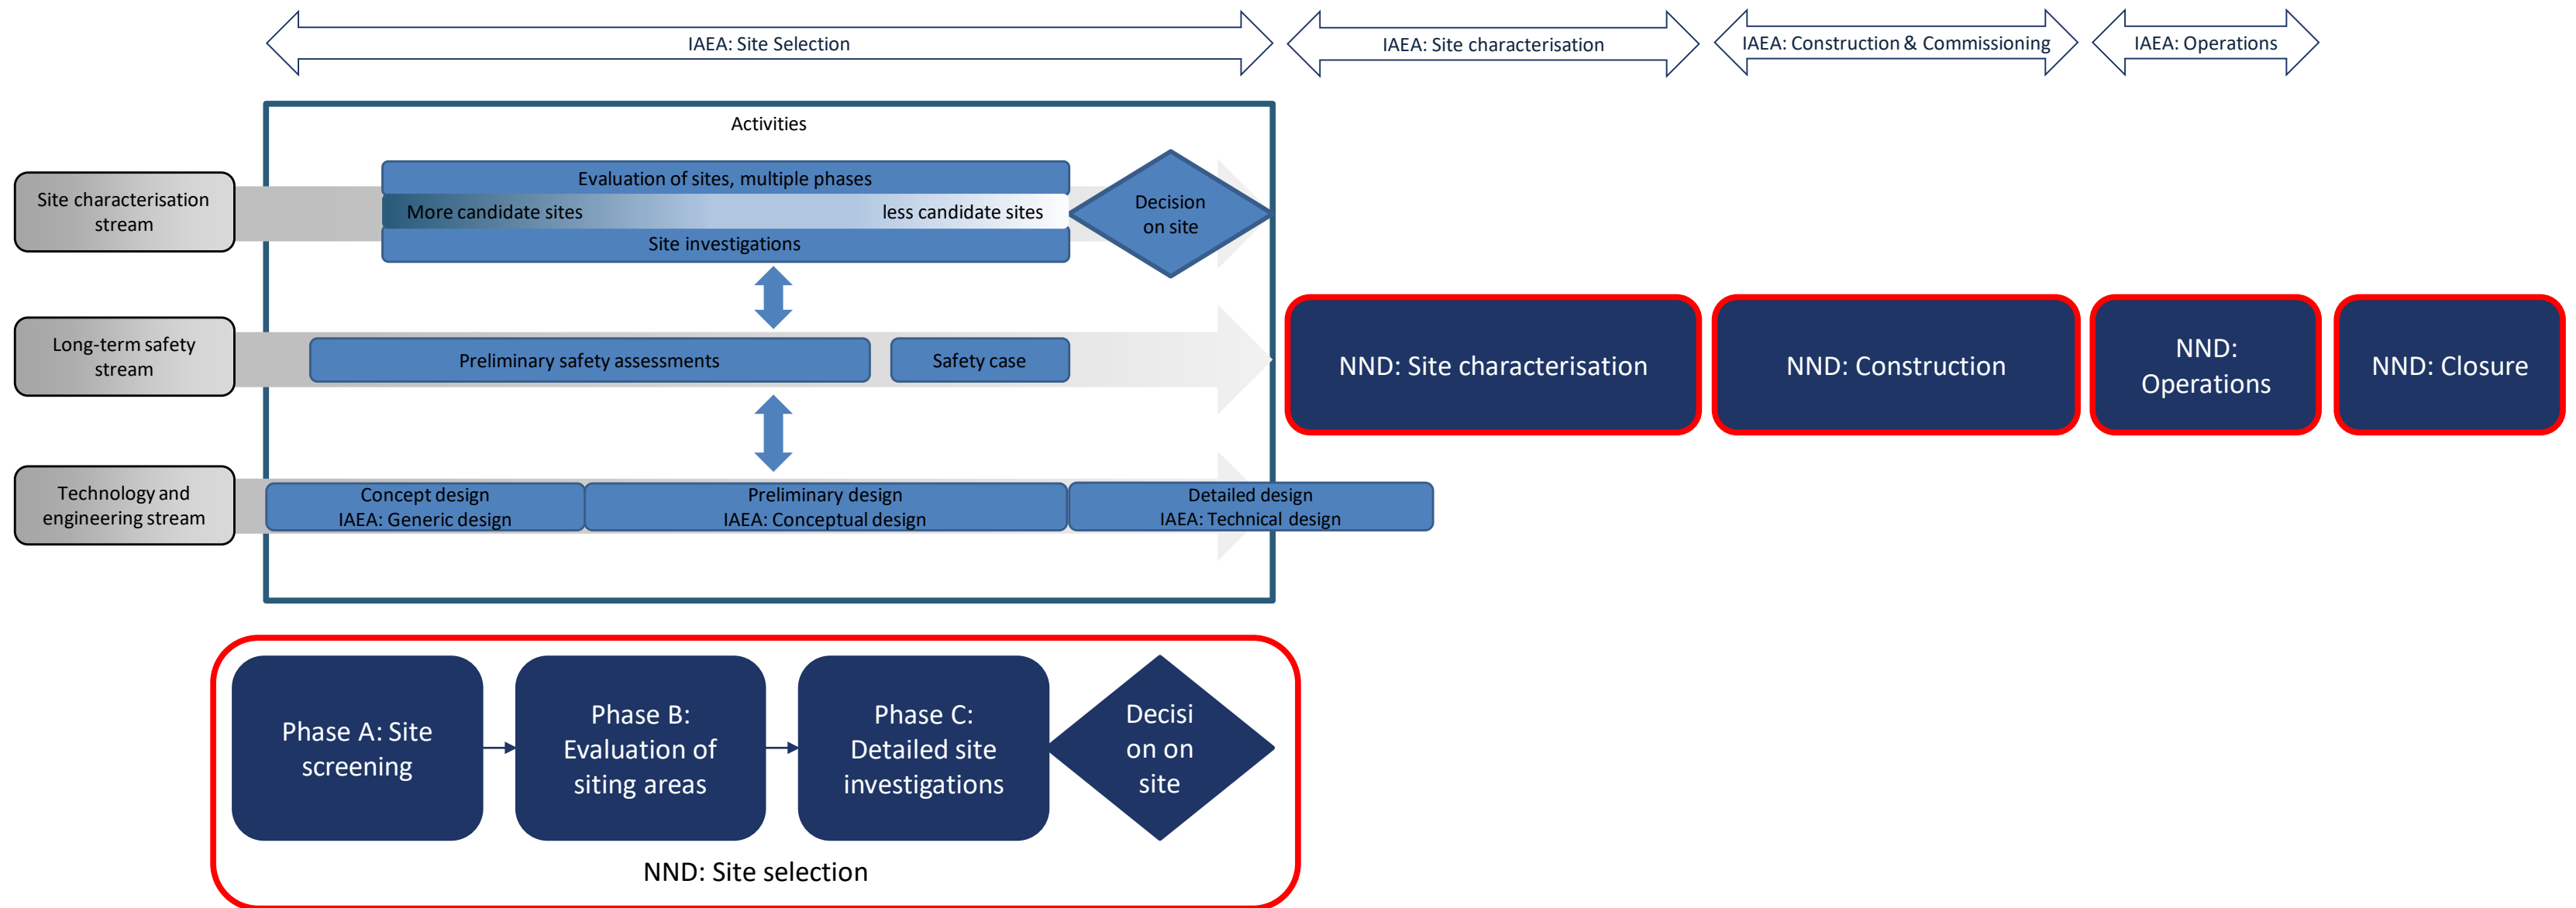 IAEA: Site Selection
IAEA: Site characterisation
IAEA: Construction & Commissioning
IAEA: Operations
Activities
Site characterisation
stream
Evaluation of sites, multiple phases
More candidate sites
less candidate sites
Site investigations
Decision
on site
Long-term safety
stream
Preliminary safety assessments
Safety case
NND: Site characterisation
NND: Construction
NND:
Operations
NND: Closure
Technology and
engineering stream
Concept design
IAEA: Generic design
Preliminary design
IAEA: Conceptual design
Detailed design
IAEA: Technical design
Phase A: Site
screening
Phase B:
Evaluation of
siting areas
Phase C:
Detailed site
investigations
Decisi
on on
site
NND: Site selection